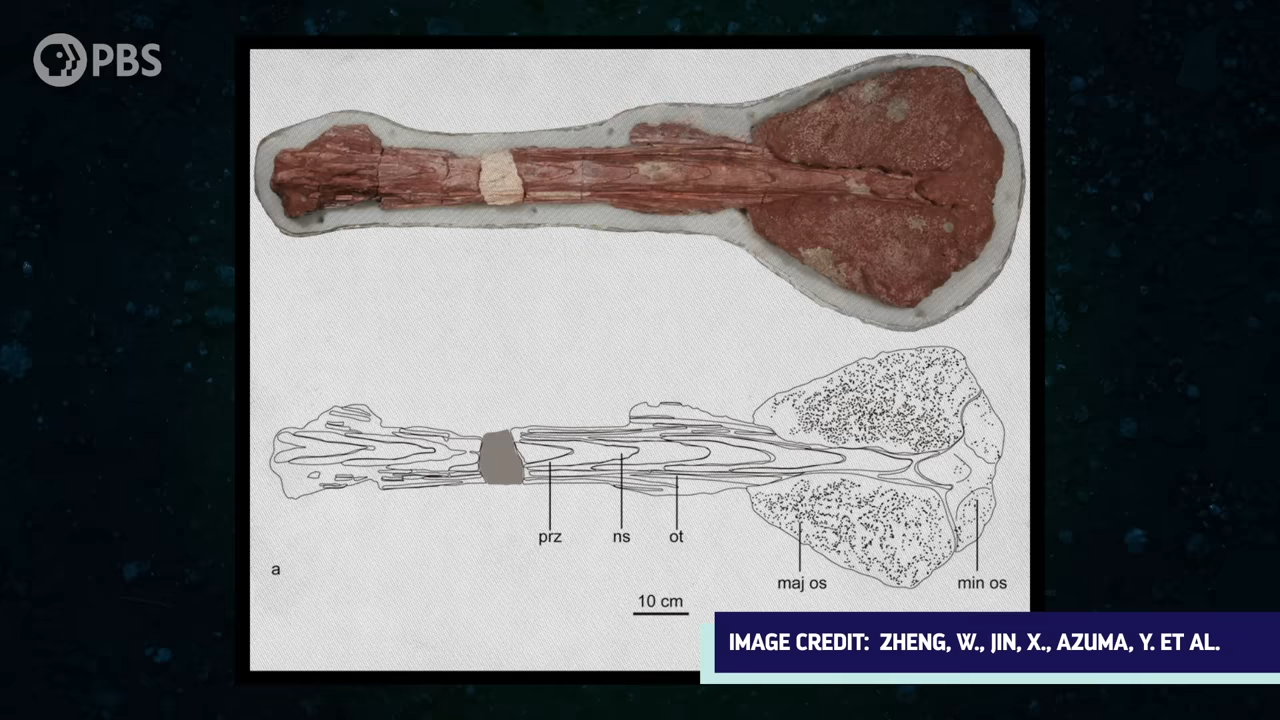 PBS
prz ns ot
maj os min os
a
10 cm
IMAGE CREDIT: ZHENG, W., JIN, X., AZUMA, Y. ET AL.